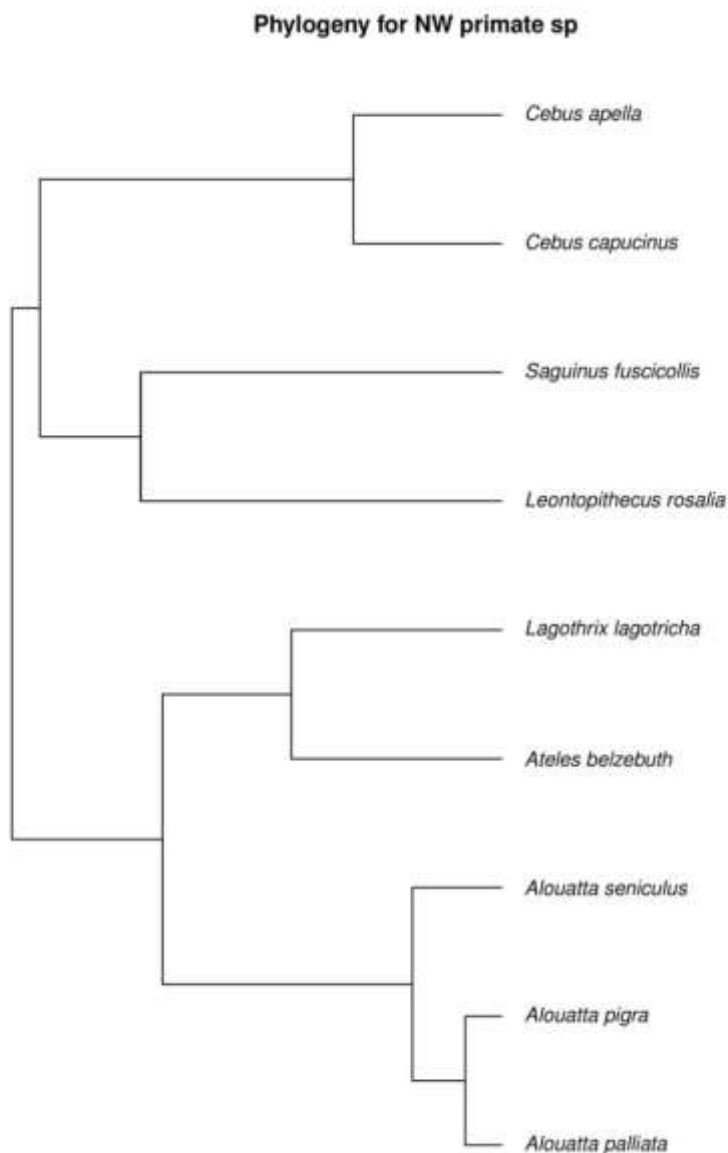 Phylogeny for NW primate sp
Cebus apella
Cebus capucinus
Saguinus fuscicollis
Leontopithecus rosalia
Lagothrix lagotricha
Ateles belzebuth
Alouatta seniculus
Alouatta pigra
Alouatta palliata